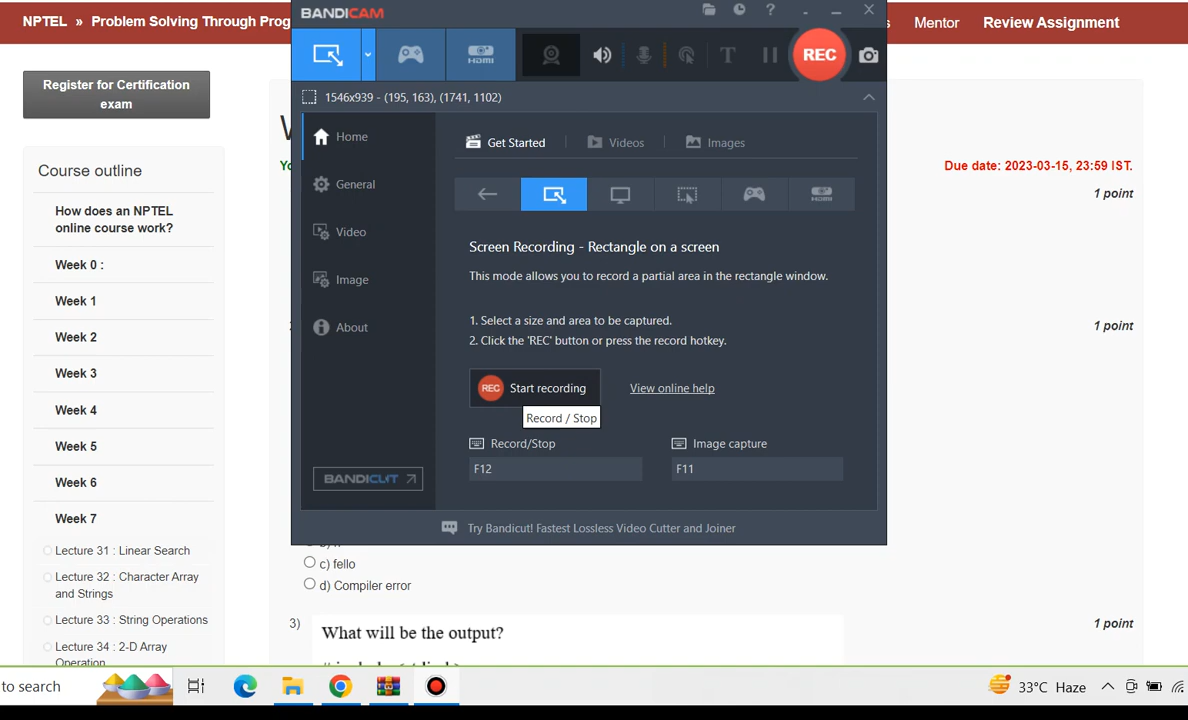 NPTEL » Problem Solving Through Prog
Mentor
Review Assignment
BANDICAM
HDMI
T
REC
1546x939 - (195, 163), (1741, 1102)
Register for Certification
exam
Course outline
How does an NPTEL
online course work?
Week 0 :
Week 1
Week 2
Week 3
Week 4
Week 5
Week 6
Week 7
Lecture 31 : Linear Search
Lecture 32 : Character Array
and Strings
Lecture 33 : String Operations
Lecture 34 : 2-D Array
Operation
Home
General
Video
Image
About
BANDICUT
Get Started
Videos
Images
HDMI
Screen Recording - Rectangle on a screen
This mode allows you to record a partial area in the rectangle window.
1. Select a size and area to be captured.
2. Click the 'REC' button or press the record hotkey.
REC Start recording
View online help
Record / Stop
Record/Stop
Image capture
F12
F11
Try Bandicut! Fastest Lossless Video Cutter and Joiner
Due date: 2023-03-15, 23:59 IST.
1 point
1 point
c) fello
d) Compiler error
3)
1 point
What will be the output?
to search
33°C Haze